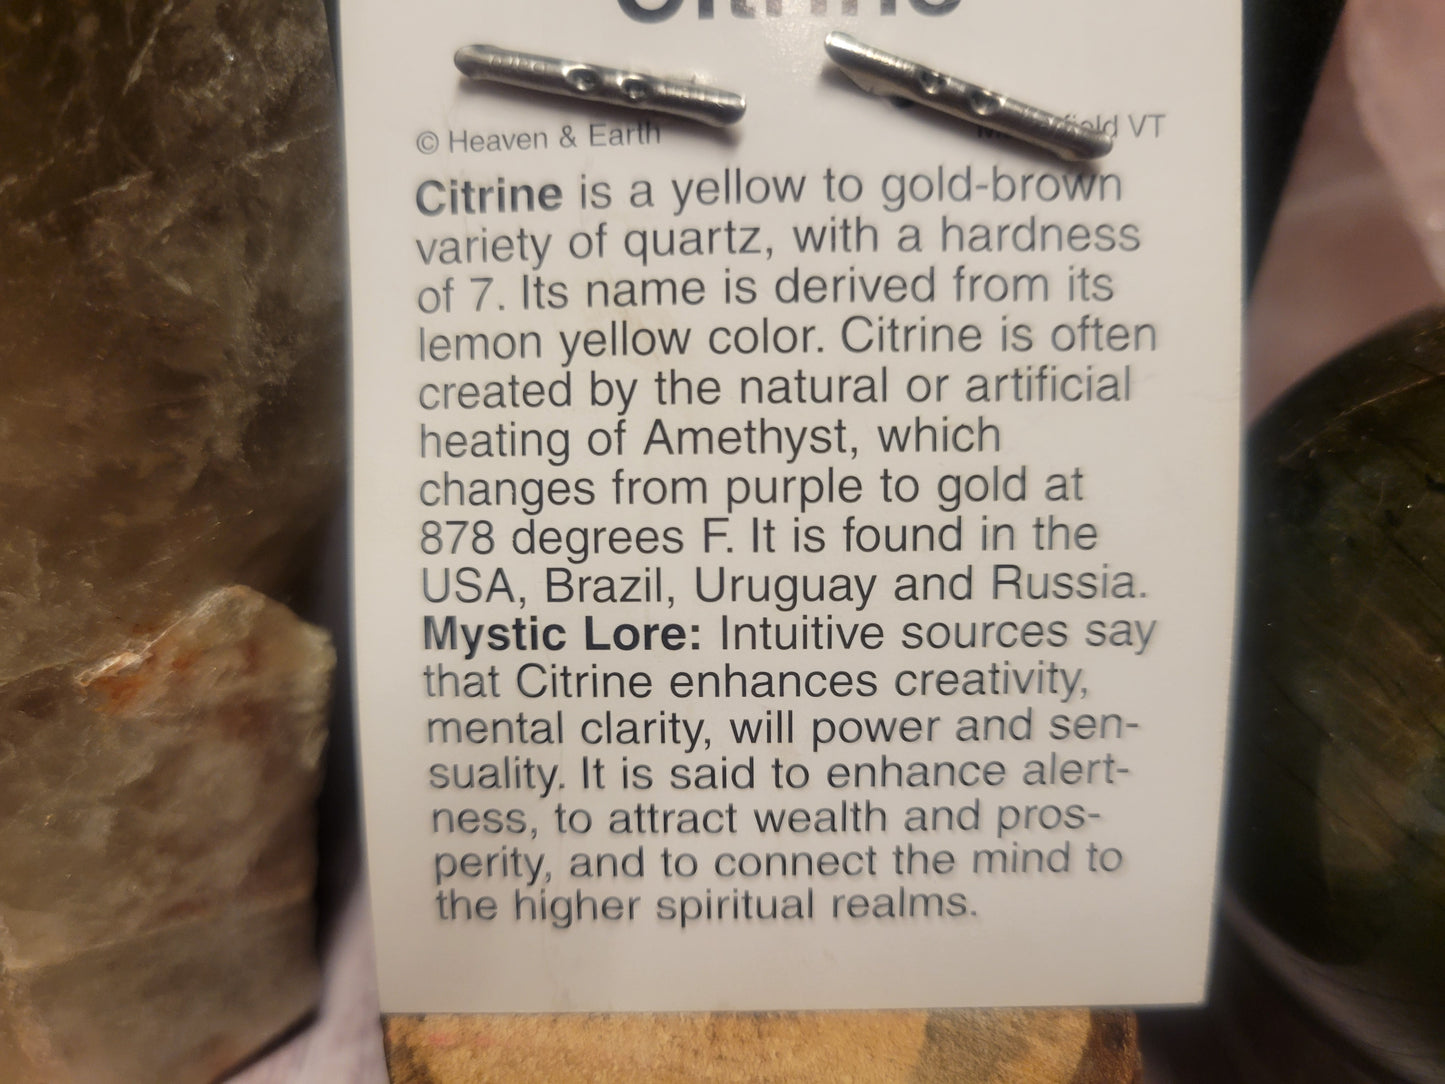 Citrine
© Heaven & Earth VT
Citrine is a yellow to gold-brown
variety of quartz, with a hardness
of 7. Its name is derived from its
lemon yellow color. Citrine is often
created by the natural or artificial
heating of Amethyst, which
changes from purple to gold at
878 degrees F. It is found in the
USA, Brazil, Uruguay and Russia.
Mystic Lore: Intuitive sources say
that Citrine enhances creativity,
mental clarity, will power and sen-
suality. It is said to enhance alert-
ness, to attract wealth and pros-
perity, and to connect the mind to
the higher spiritual realms.